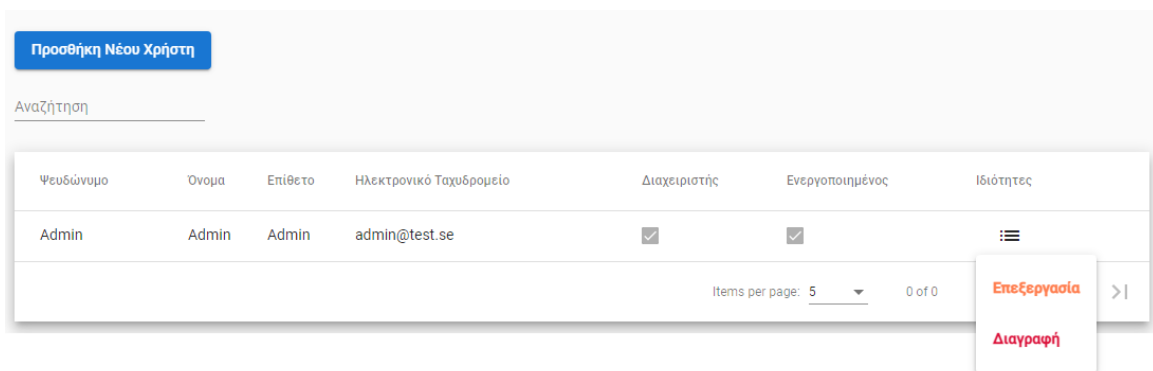 Προσθήκη Νέου Χρήστη
Αναζήτηση
Ψευδώνυμο Όνομα Επίθετο Ηλεκτρονικό Ταχυδρομείο Διαχειριστής Ενεργοποιημένος Ιδιότητες
Admin Admin Admin admin@test.se
Items per page: 5 0 of 0
Επεξεργασία
Διαγραφή